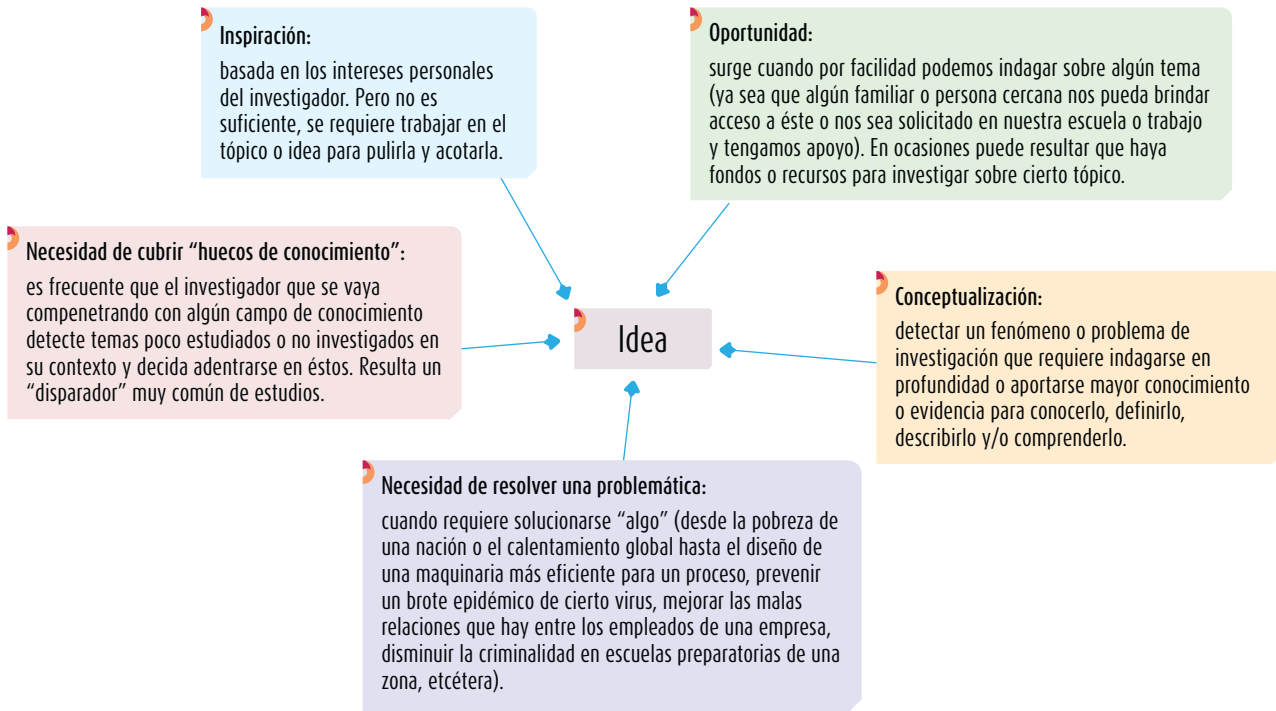 Inspiración:
basada en los intereses personales
del investigador. Pero no es
suficiente, se requiere trabajar en el
tópico o idea para pulirla y acotarla.
Oportunidad:
surge cuando por facilidad podemos indagar sobre algún tema
(ya sea que algún familiar o persona cercana nos pueda brindar
acceso a éste o nos sea solicitado en nuestra escuela o trabajo
y tengamos apoyo). En ocasiones puede resultar que haya
fondos o recursos para investigar sobre cierto tópico.
Necesidad de cubrir “huecos de conocimiento”:
es frecuente que el investigador que se vaya
compenetrando con algún campo de conocimiento
detecte temas poco estudiados o no investigados en
su contexto y decida adentrarse en éstos. Resulta un
“disparador” muy común de estudios.
Idea
Conceptualización:
detectar un fenómeno o problema de
investigación que requiere indagarse en
profundidad o aportarse mayor conocimiento
o evidencia para conocerlo, definirlo,
describirlo y/o comprenderlo.
Necesidad de resolver una problemática:
cuando requiere solucionarse “algo” (desde la pobreza de
una nación o el calentamiento global hasta el diseño de
una maquinaria más eficiente para un proceso, prevenir
un brote epidémico de cierto virus, mejorar las malas
relaciones que hay entre los empleados de una empresa,
disminuir la criminalidad en escuelas preparatorias de una
zona, etcétera).